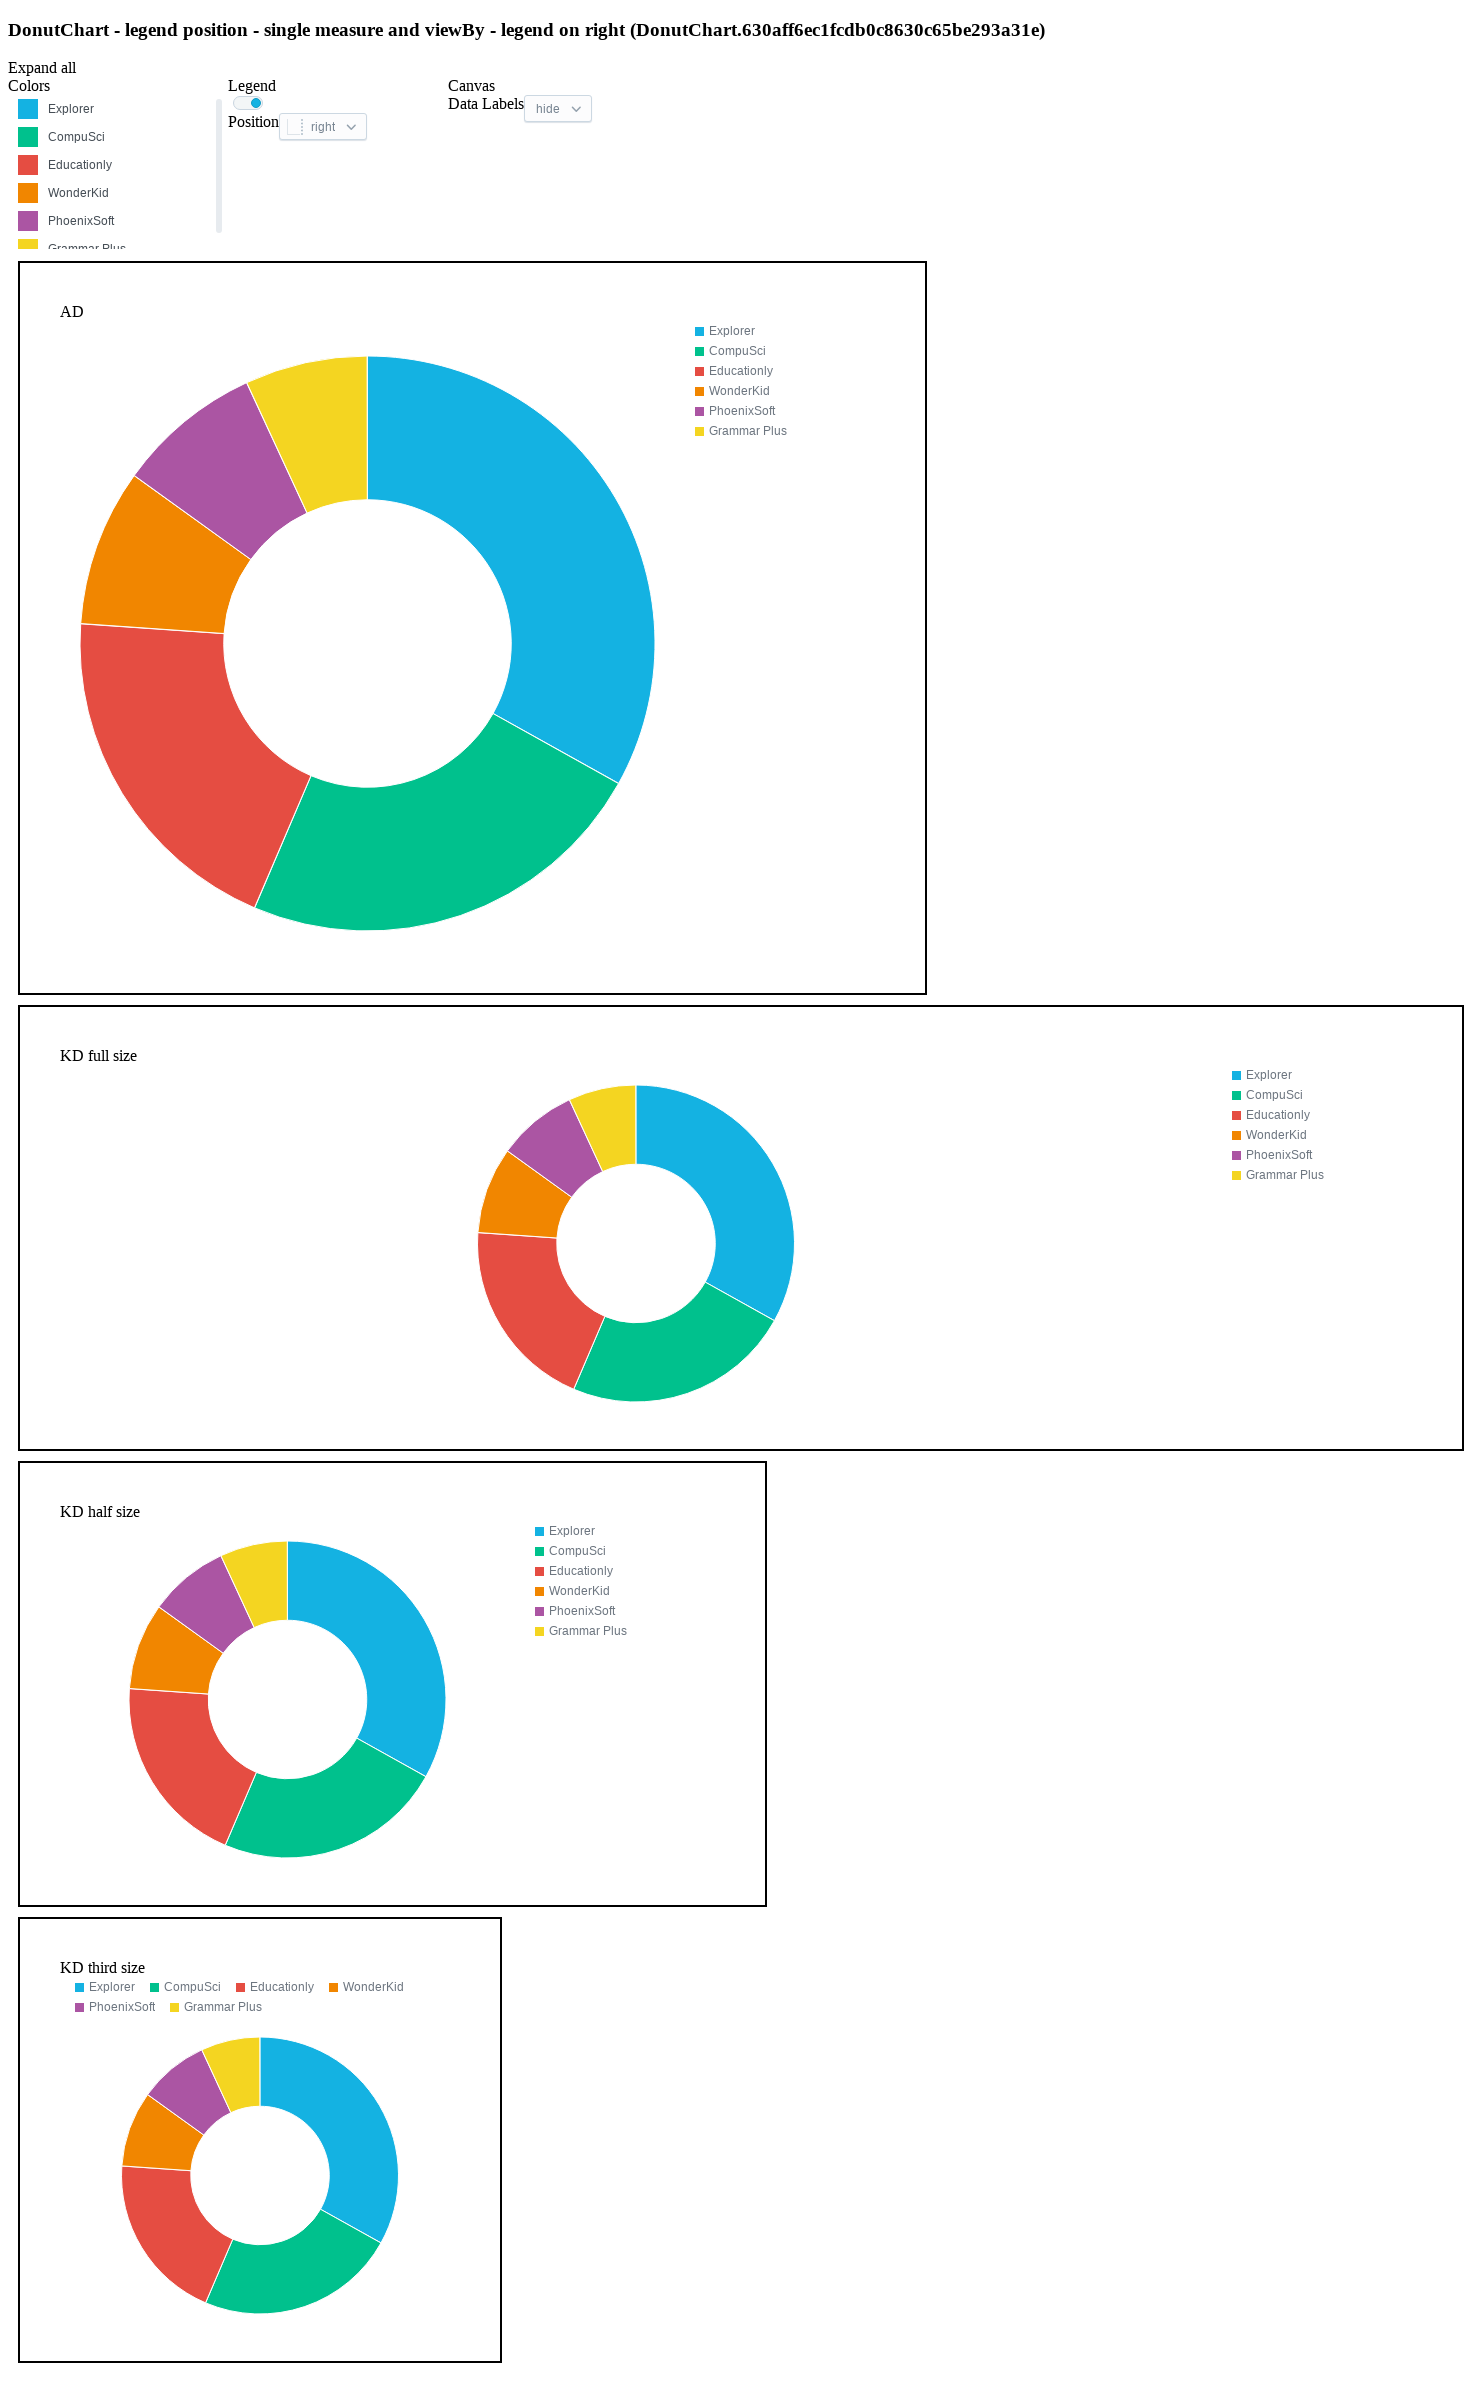 DonutChart - legend position - single measure and viewBy - legend on right (DonutChart.630aff6ec1fcdb0c8630c65be293a31e)
Expand all
Colors
Explorer
CompuSci
Educationly
WonderKid
PhoenixSoft
Grammar Plus
Legend
Position right
Canvas
Data Labels hide
AD
Explorer
CompuSci
Educationly
WonderKid
PhoenixSoft
Grammar Plus
KD full size
Explorer
CompuSci
Educationly
WonderKid
PhoenixSoft
Grammar Plus
KD half size
Explorer
CompuSci
Educationly
WonderKid
PhoenixSoft
Grammar Plus
KD third size
Explorer CompuSci Educationly WonderKid
PhoenixSoft Grammar Plus